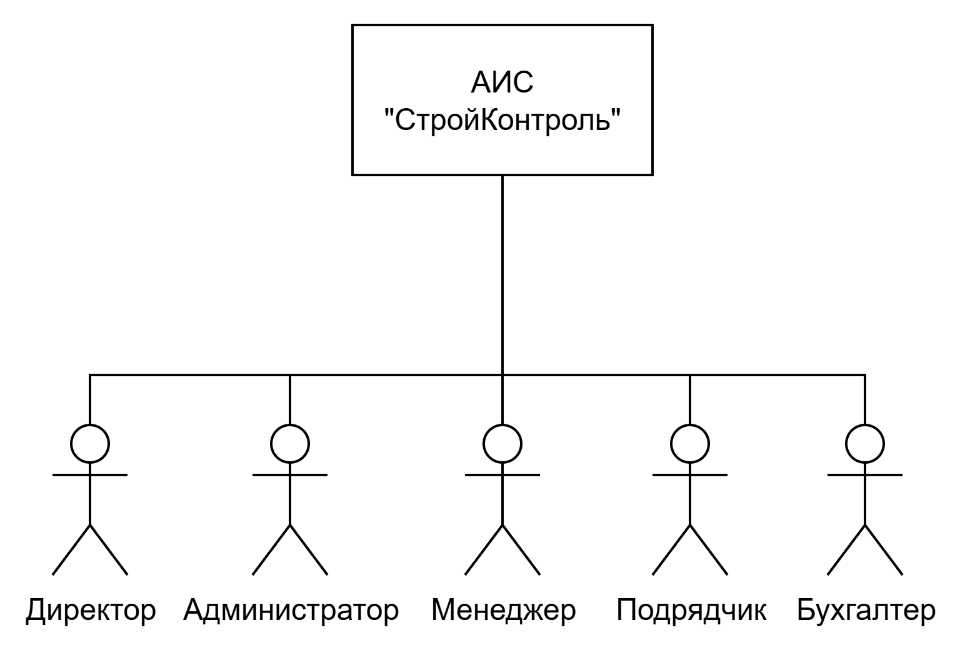 АИС
"СтройКонтроль"
Директор
Администратор
Менеджер
Подрядчик
Бухгалтер